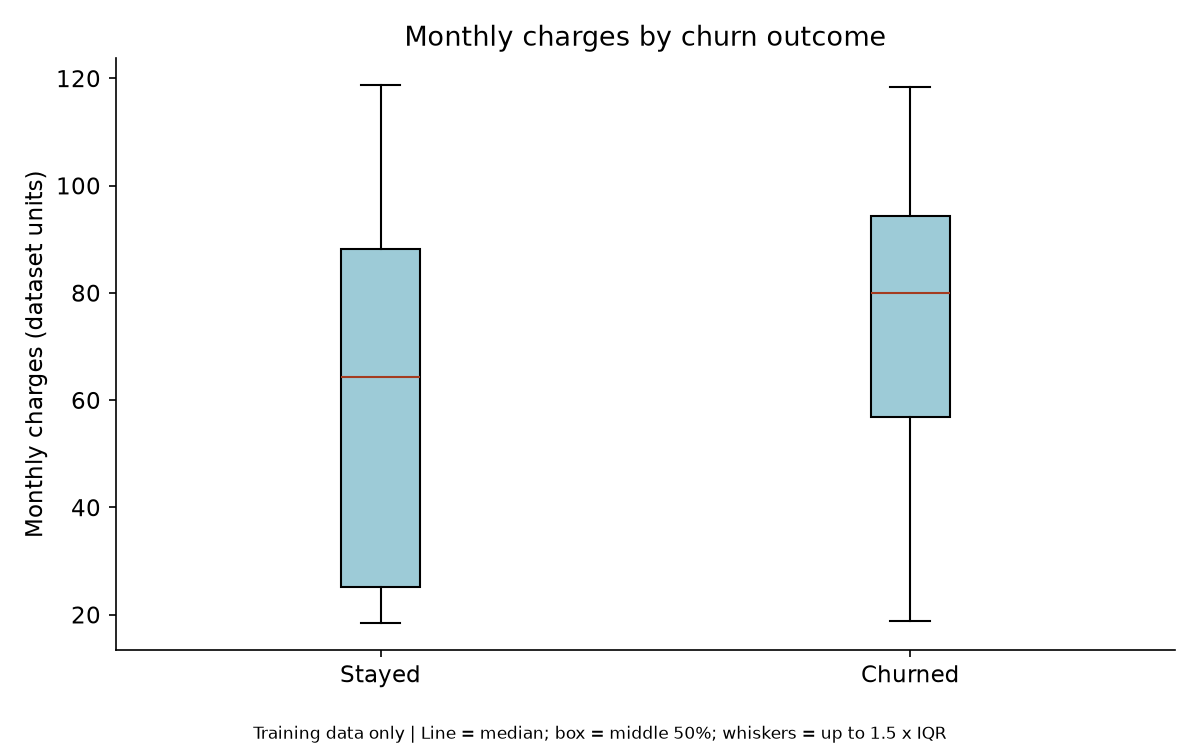 Monthly charges by churn outcome
Monthly charges (dataset units)
120
100
80
60
40
20
Stayed
Churned
Training data only | Line = median; box = middle 50%; whiskers = up to 1.5 x IQR